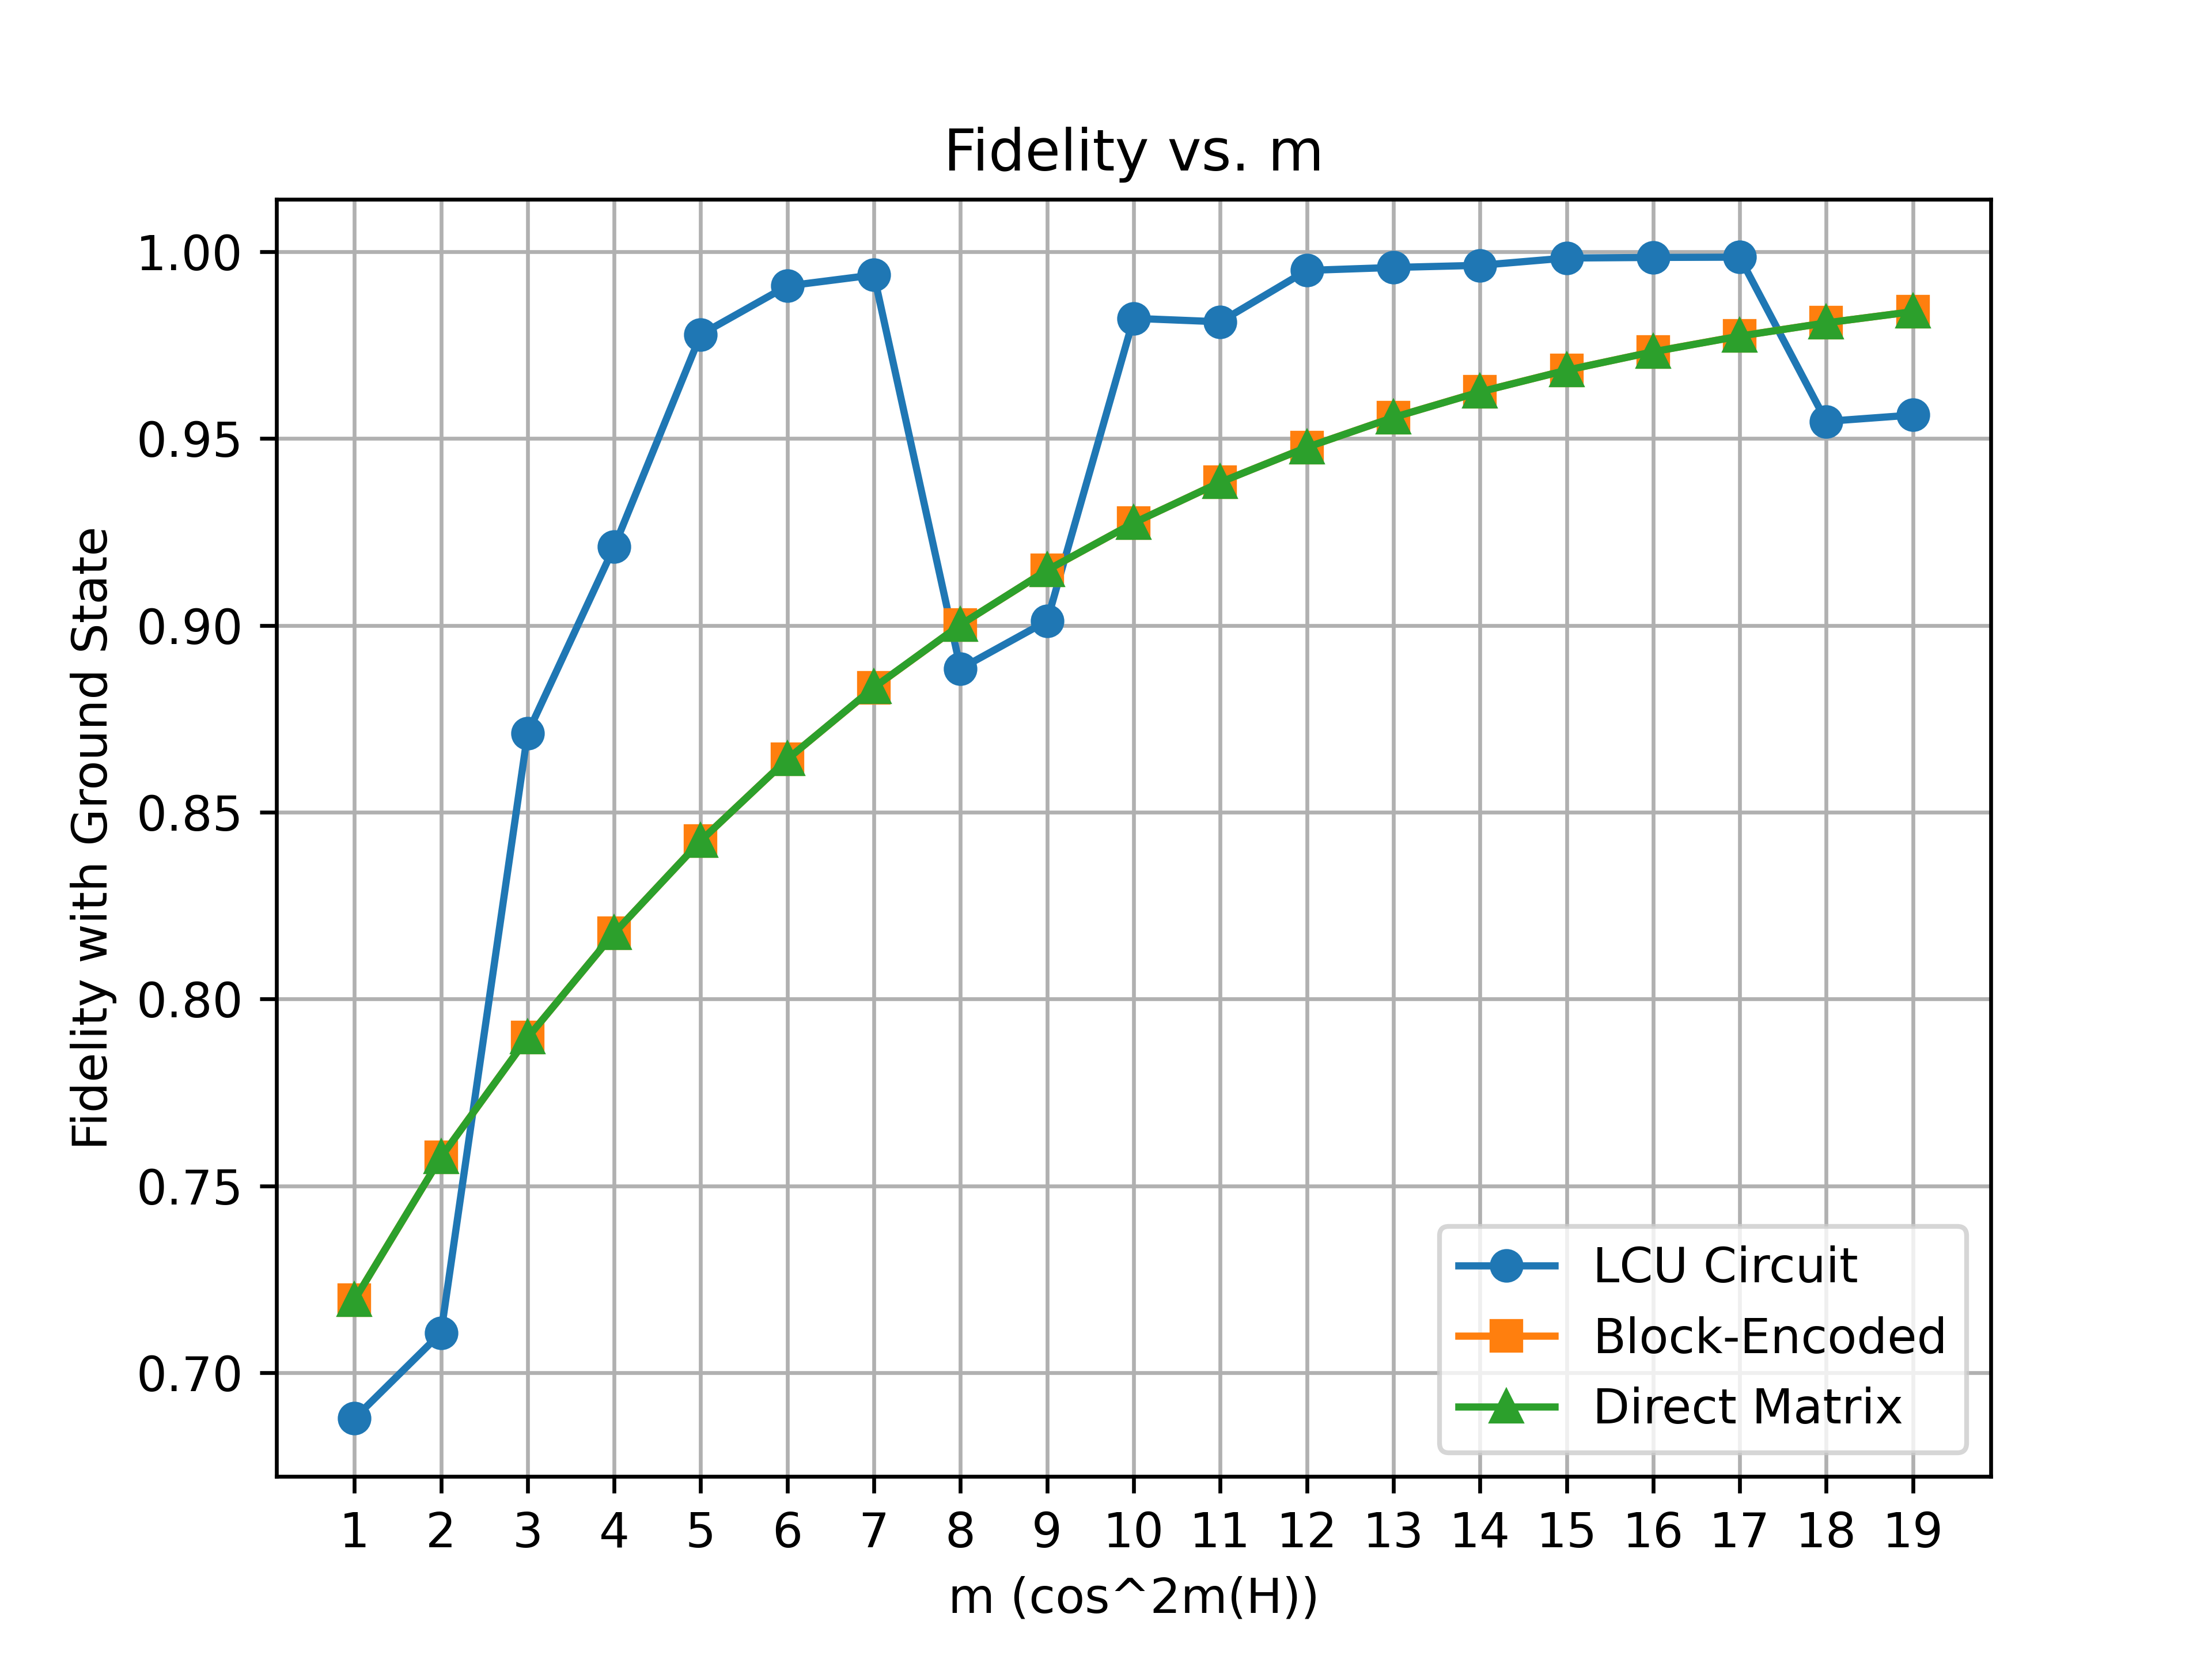 Fidelity vs. m
Fidelity with Ground State
1.00
0.95
0.90
0.85
0.80
0.75
0.70
LCU Circuit
Block-Encoded
Direct Matrix
1 2 3 4 5 6 7 8 9 10 11 12 13 14 15 16 17 18 19
m (cos^2m(H))